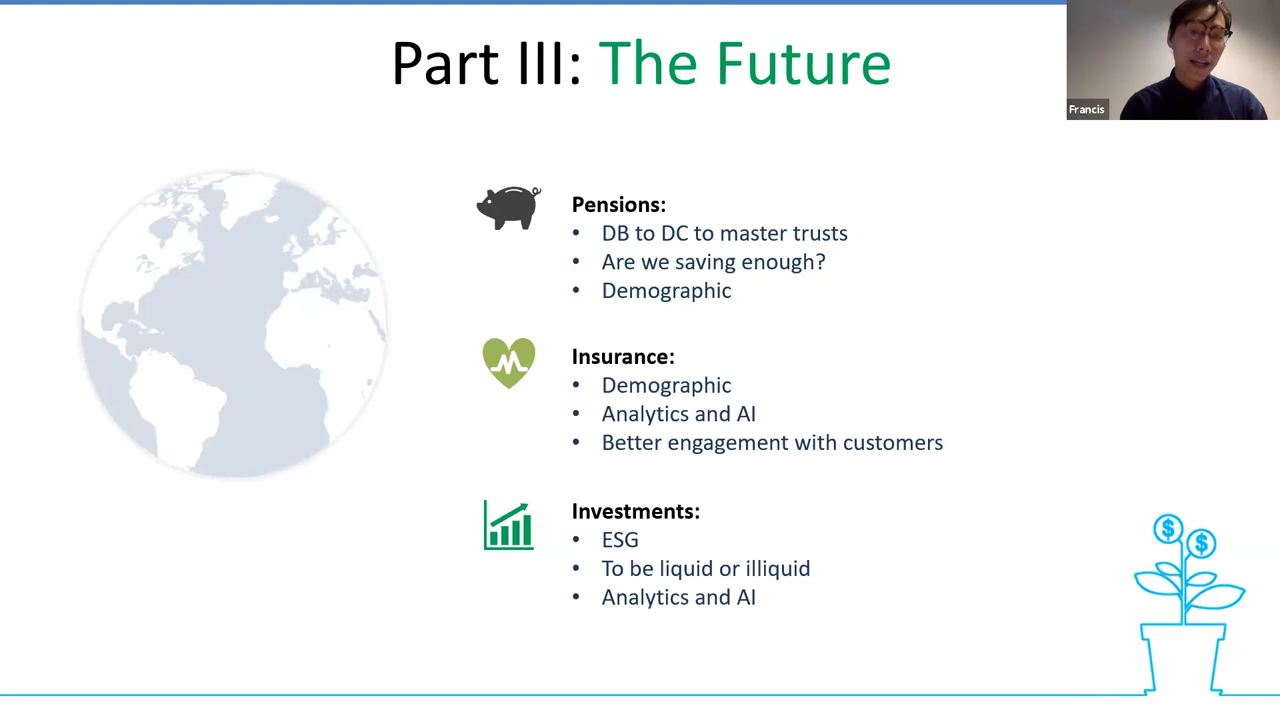 Part III: The Future
Francis
Pensions:
• DB to DC to master trusts
• Are we saving enough?
• Demographic
Insurance:
• Demographic
• Analytics and AI
• Better engagement with customers
Investments:
• ESG
• To be liquid or illiquid
• Analytics and AI
$
$